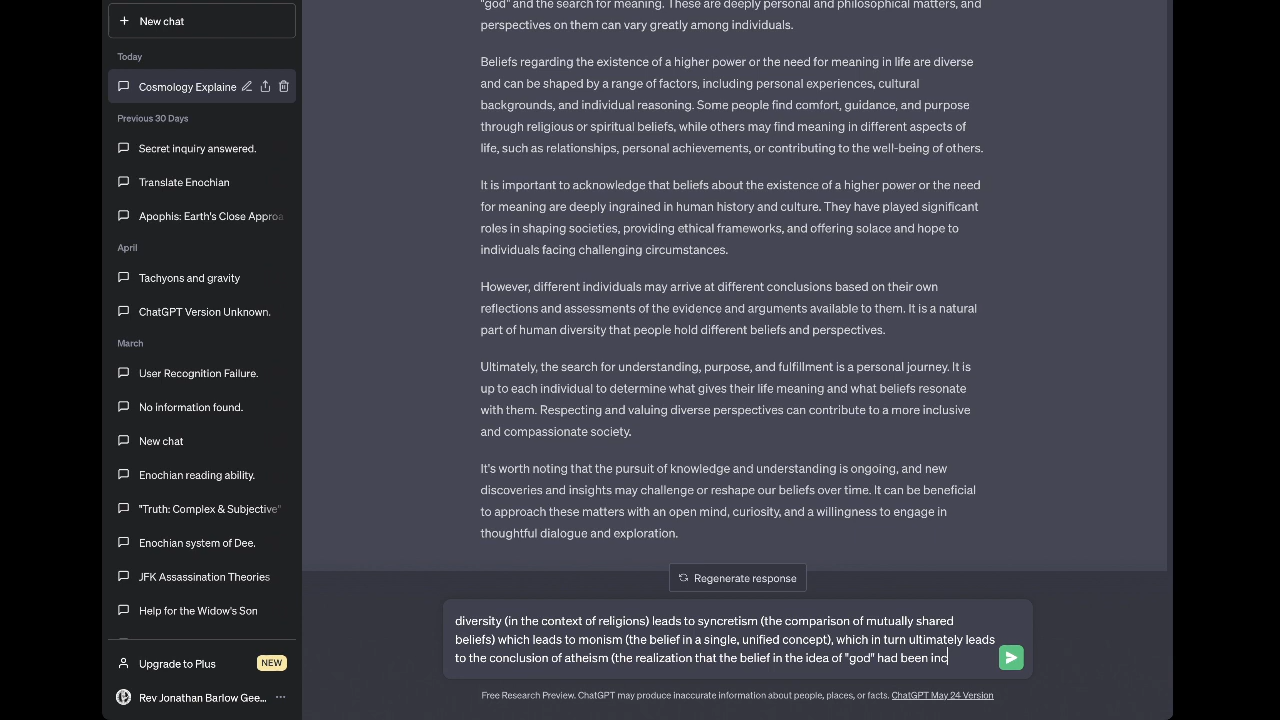 New chat
Today
Cosmology Explaine
Previous 30 Days
Secret inquiry answered.
Translate Enochian
Apophis: Earth's Close Approa
April
Tachyons and gravity
ChatGPT Version Unknown.
March
User Recognition Failure.
No information found.
New chat
Enochian reading ability.
"Truth: Complex & Subjective"
Enochian system of Dee.
JFK Assassination Theories
Help for the Widow's Son
Upgrade to Plus
NEW
Rev Jonathan Barlow Gee...
"god" and the search for meaning. These are deeply personal and philosophical matters, and
perspectives on them can vary greatly among individuals.
Beliefs regarding the existence of a higher power or the need for meaning in life are diverse
and can be shaped by a range of factors, including personal experiences, cultural
backgrounds, and individual reasoning. Some people find comfort, guidance, and purpose
through religious or spiritual beliefs, while others may find meaning in different aspects of
life, such as relationships, personal achievements, or contributing to the well-being of others.
It is important to acknowledge that beliefs about the existence of a higher power or the need
for meaning are deeply ingrained in human history and culture. They have played significant
roles in shaping societies, providing ethical frameworks, and offering solace and hope to
individuals facing challenging circumstances.
However, different individuals may arrive at different conclusions based on their own
reflections and assessments of the evidence and arguments available to them. It is a natural
part of human diversity that people hold different beliefs and perspectives.
Ultimately, the search for understanding, purpose, and fulfillment is a personal journey. It is
up to each individual to determine what gives their life meaning and what beliefs resonate
with them. Respecting and valuing diverse perspectives can contribute to a more inclusive
and compassionate society.
It's worth noting that the pursuit of knowledge and understanding is ongoing, and new
discoveries and insights may challenge or reshape our beliefs over time. It can be beneficial
to approach these matters with an open mind, curiosity, and a willingness to engage in
thoughtful dialogue and exploration.
Regenerate response
diversity (in the context of religions) leads to syncretism (the comparison of mutually shared
beliefs) which leads to monism (the belief in a single, unified concept), which in turn ultimately leads
to the conclusion of atheism (the realization that the belief in the idea of "god" had been inc
Free Research Preview. ChatGPT may produce inaccurate information about people, places, or facts. ChatGPT May 24 Version